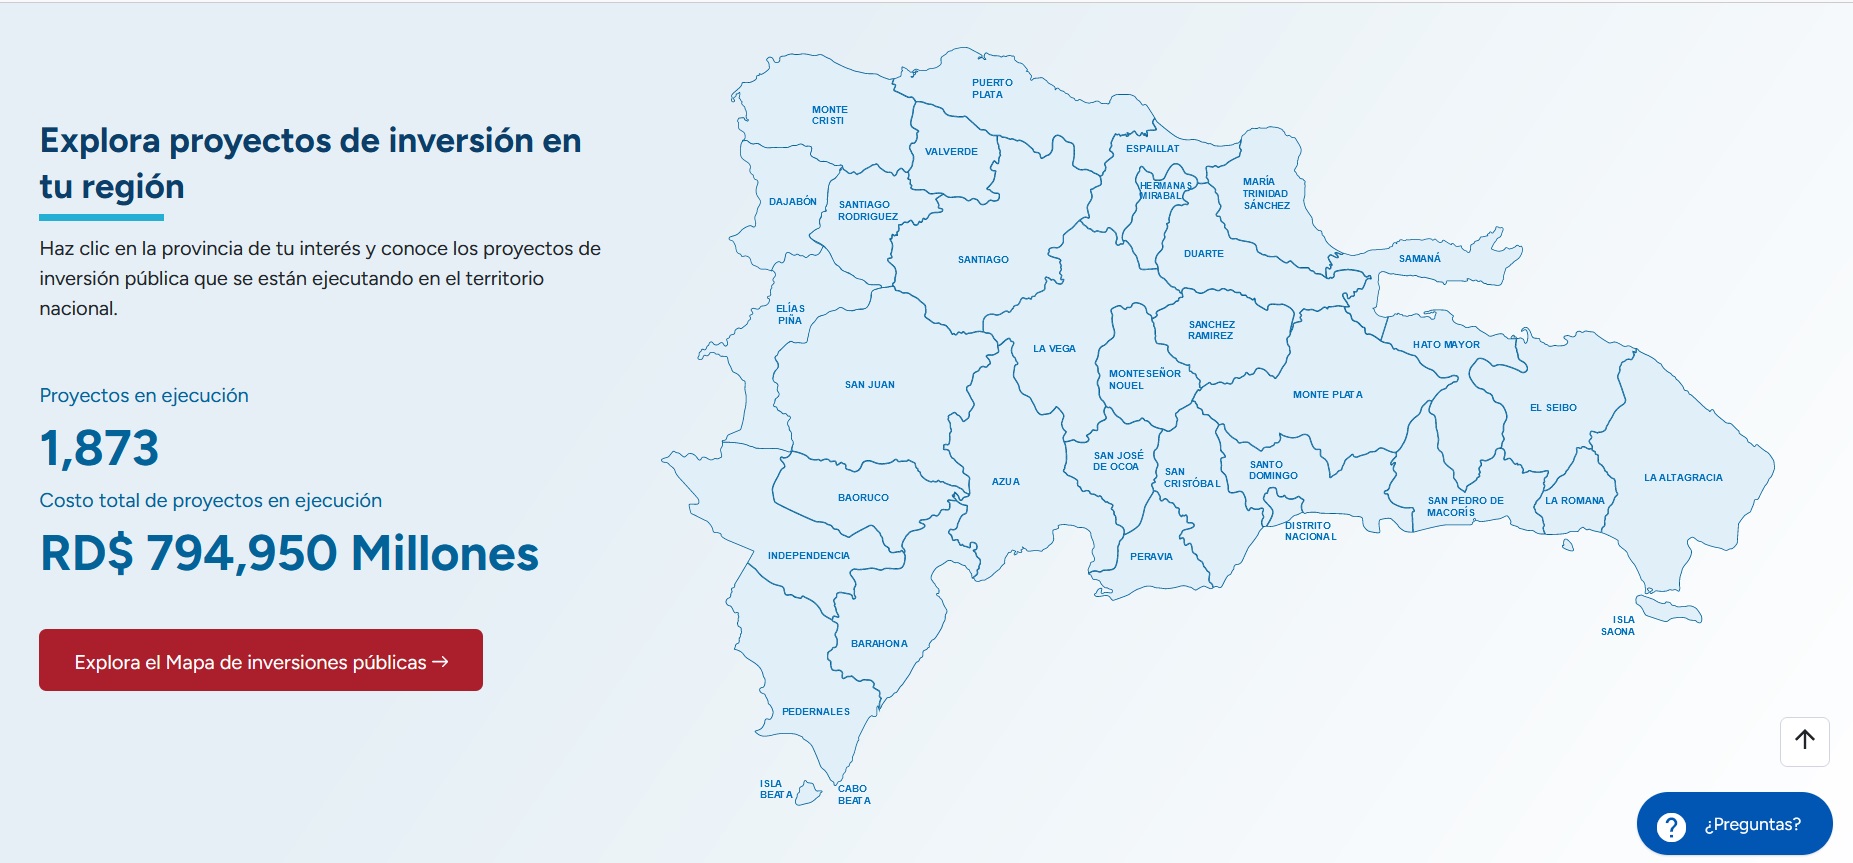 Explora proyectos de inversión en
tu región
Haz clic en la provincia de tu interés y conoce los proyectos de
inversión pública que se están ejecutando en el territorio
nacional.
Proyectos en ejecución
1,873
Costo total de proyectos en ejecución
RD$ 794,950 Millones
Explora el Mapa de inversiones públicas →
PUERTO
PLATA
MONTE
CRISTI
VALVERDE
ESPAILLAT
HERMANAS
MIRABAL
MARÍA
TRINIDAD
SÁNCHEZ
DAJABÓN
SANTIAGO
RODRIGUEZ
SANTIAGO
DUARTE
SAMANÁ
ELÍAS
PIÑA
SANCHEZ
RAMIREZ
LA VEGA
HATO MAYOR
SAN JUAN
MONTESEÑOR
NOUEL
MONTE PLATA
EL SEIBO
SAN JOSÉ
DE OCOA
SAN
CRISTÓBAL
SANTO
DOMINGO
LA ALTAGRACIA
AZUA
BAORUCO
SAN PEDRO DE
MACORÍS
LA ROMANA
DISTRITO
NACIONAL
INDEPENDENCIA
PERAVIA
ISLA
SAONA
BARAHONA
PEDERNALES
ISLA
BEATA
CABO
BEATA
¿Preguntas?